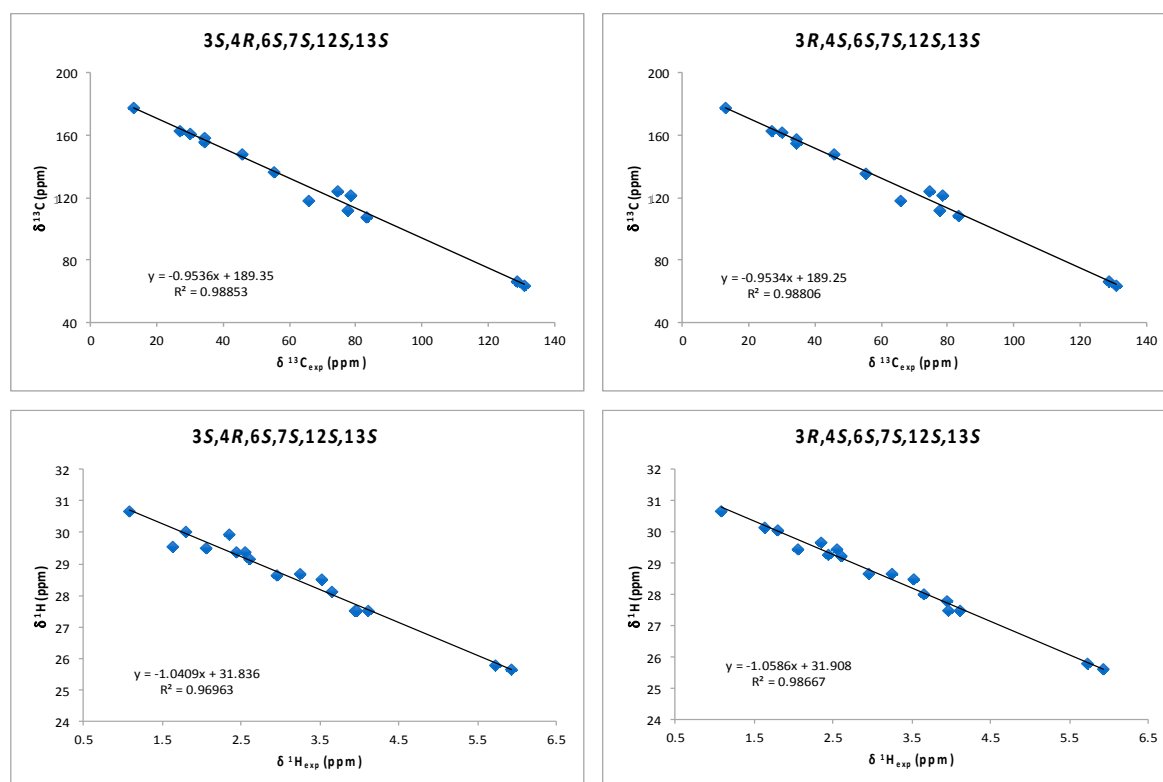 3S,4R,6S,7S,12S,13S
200
160
120
80
40
δ ¹³C (ppm)
y = -0.9536x + 189.35
R² = 0.98853
0 20 40 60 80 100 120 140
δ ¹³Cₑₓₚ (ppm)
3R,4S,6S,7S,12S,13S
200
160
120
80
40
δ ¹³C (ppm)
y = -0.9534x + 189.25
R² = 0.98806
0 20 40 60 80 100 120 140
δ ¹³Cₑₓₚ (ppm)
3S,4R,6S,7S,12S,13S
32
31
30
29
28
27
26
25
24
δ ¹H (ppm)
y = -1.0409x + 31.836
R² = 0.96963
0.5 1.5 2.5 3.5 4.5 5.5 6.5
δ ¹Hₑₓₚ (ppm)
3R,4S,6S,7S,12S,13S
32
31
30
29
28
27
26
25
24
δ ¹H (ppm)
y = -1.0586x + 31.908
R² = 0.98667
0.5 1.5 2.5 3.5 4.5 5.5 6.5
δ ¹Hₑₓₚ (ppm)